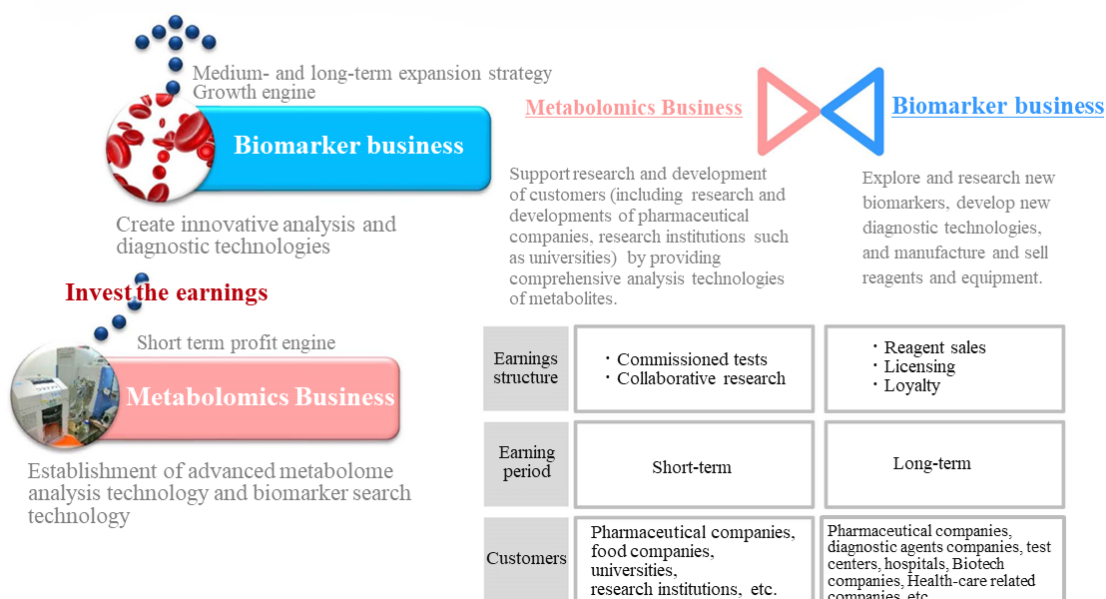 Medium- and long-term expansion strategy
Growth engine
Biomarker business
Create innovative analysis and
diagnostic technologies
Invest the earnings
Short term profit engine
Metabolomics Business
Establishment of advanced metabolome
analysis technology and biomarker search
technology
Metabolomics Business
Biomarker business
Support research and development
of customers (including research and
developments of pharmaceutical
companies, research institutions such
as universities) by providing
comprehensive analysis technologies
of metabolites.
Explore and research new
biomarkers, develop new
diagnostic technologies,
and manufacture and sell
reagents and equipment.
Earnings
structure
・Commissioned tests
・Collaborative research
・Reagent sales
・Licensing
・Loyalty
Earning
period
Short-term
Long-term
Customers
Pharmaceutical companies,
food companies,
universities,
research institutions, etc.
Pharmaceutical companies,
diagnostic agents companies, test
centers, hospitals, Biotech
companies, Health-care related
companies, etc.